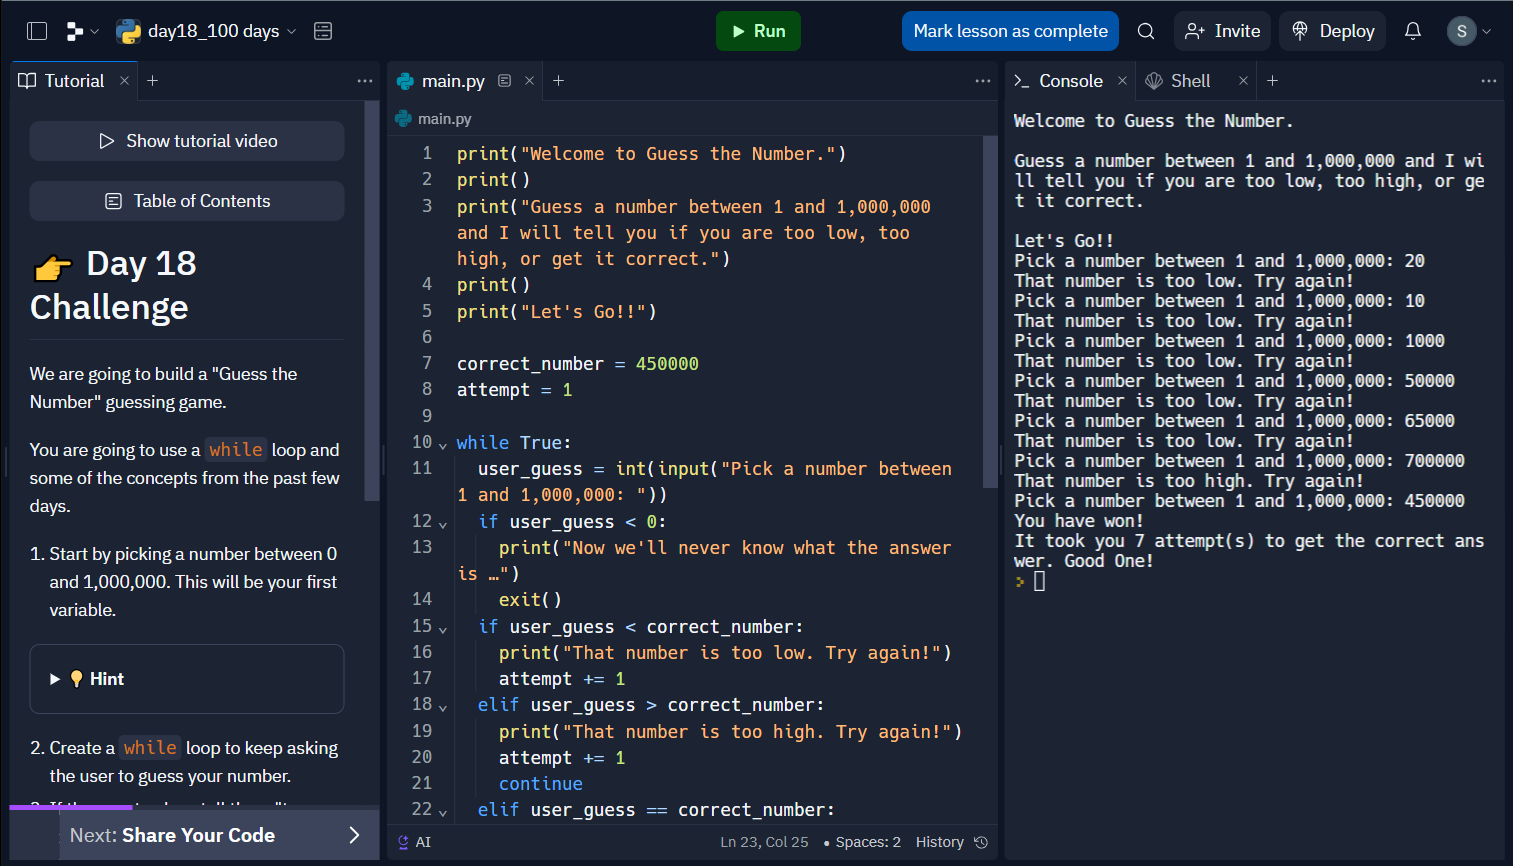 day18_100 days
Run
Mark lesson as complete
Invite
Deploy
S
Tutorial
Show tutorial video
Table of Contents
👉 Day 18
Challenge
We are going to build a "Guess the
Number" guessing game.
You are going to use a while loop and
some of the concepts from the past few
days.
1. Start by picking a number between 0
and 1,000,000. This will be your first
variable.
💡 Hint
2. Create a while loop to keep asking
the user to guess your number.
Next: Share Your Code
main.py
main.py
1 print("Welcome to Guess the Number.")
2 print()
3 print("Guess a number between 1 and 1,000,000
and I will tell you if you are too low, too
high, or get it correct.")
4 print()
5 print("Let's Go!!")
6
7 correct_number = 450000
8 attempt = 1
9
10 while True:
11 user_guess = int(input("Pick a number between
1 and 1,000,000: "))
12 if user_guess < 0:
13 print("Now we'll never know what the answer
is …")
14 exit()
15 if user_guess < correct_number:
16 print("That number is too low. Try again!")
17 attempt += 1
18 elif user_guess > correct_number:
19 print("That number is too high. Try again!")
20 attempt += 1
21 continue
22 elif user_guess == correct_number:
AI
Ln 23, Col 25 • Spaces: 2 History
Console
Shell
Welcome to Guess the Number.
Guess a number between 1 and 1,000,000 and I wi
ll tell you if you are too low, too high, or ge
t it correct.
Let's Go!!
Pick a number between 1 and 1,000,000: 20
That number is too low. Try again!
Pick a number between 1 and 1,000,000: 10
That number is too low. Try again!
Pick a number between 1 and 1,000,000: 1000
That number is too low. Try again!
Pick a number between 1 and 1,000,000: 50000
That number is too low. Try again!
Pick a number between 1 and 1,000,000: 65000
That number is too low. Try again!
Pick a number between 1 and 1,000,000: 700000
That number is too high. Try again!
Pick a number between 1 and 1,000,000: 450000
You have won!
It took you 7 attempt(s) to get the correct ans
wer. Good One!
>